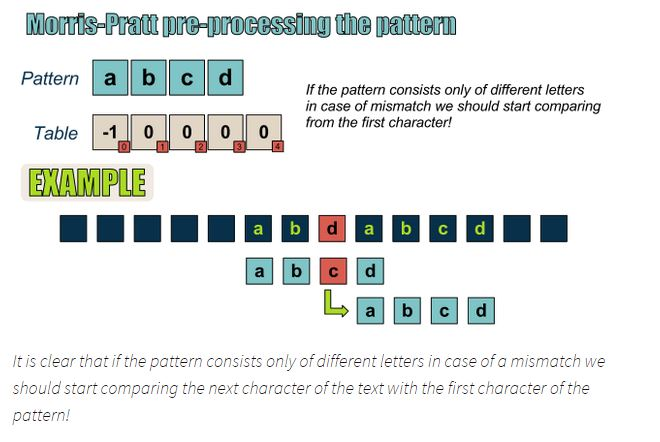 Morris-Pratt pre-processing the pattern
Pattern a b c d
If the pattern consists only of different letters
in case of mismatch we should start comparing
from the first character!
Table -1 0 0 0 0
0 1 2 3 4
EXAMPLE
a b d a b c d
a b c d
a b c d
It is clear that if the pattern consists only of different letters in case of a mismatch we
should start comparing the next character of the text with the first character of the
pattern!